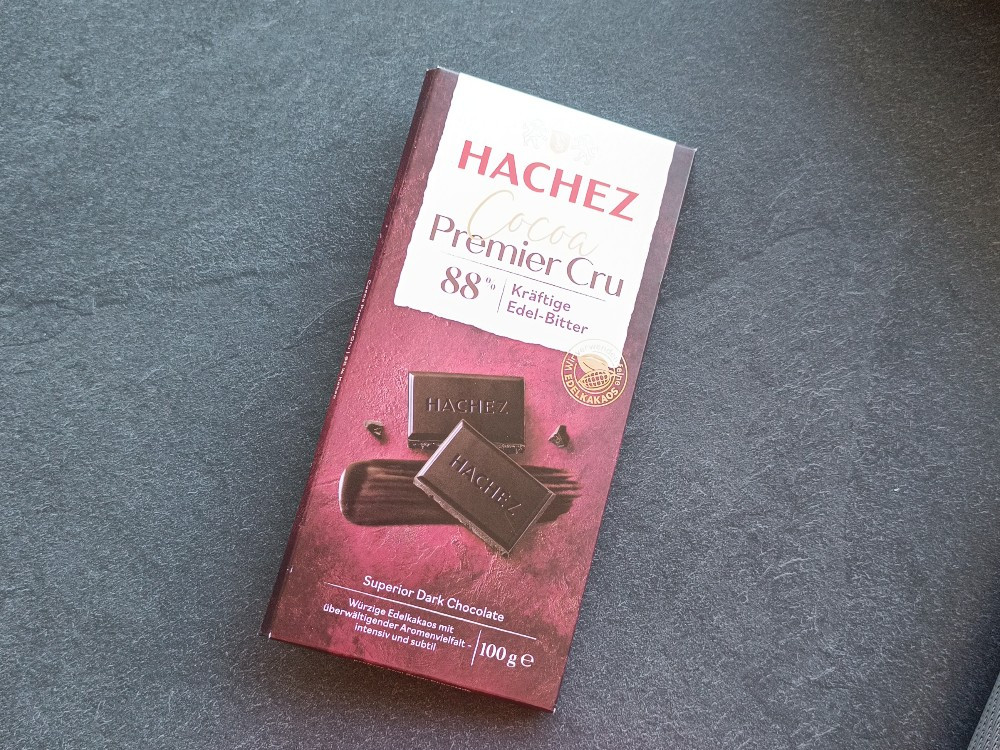 HACHEZ
Cocoa
Premier Cru
88%
Kräftige
Edel-Bitter
EDELKAKAOS
HACHEZ
HACHEZ
Superior Dark Chocolate
Würzige Edelkakaos mit
überwältigender Aromenvielfalt -
intensiv und subtil
100 g e